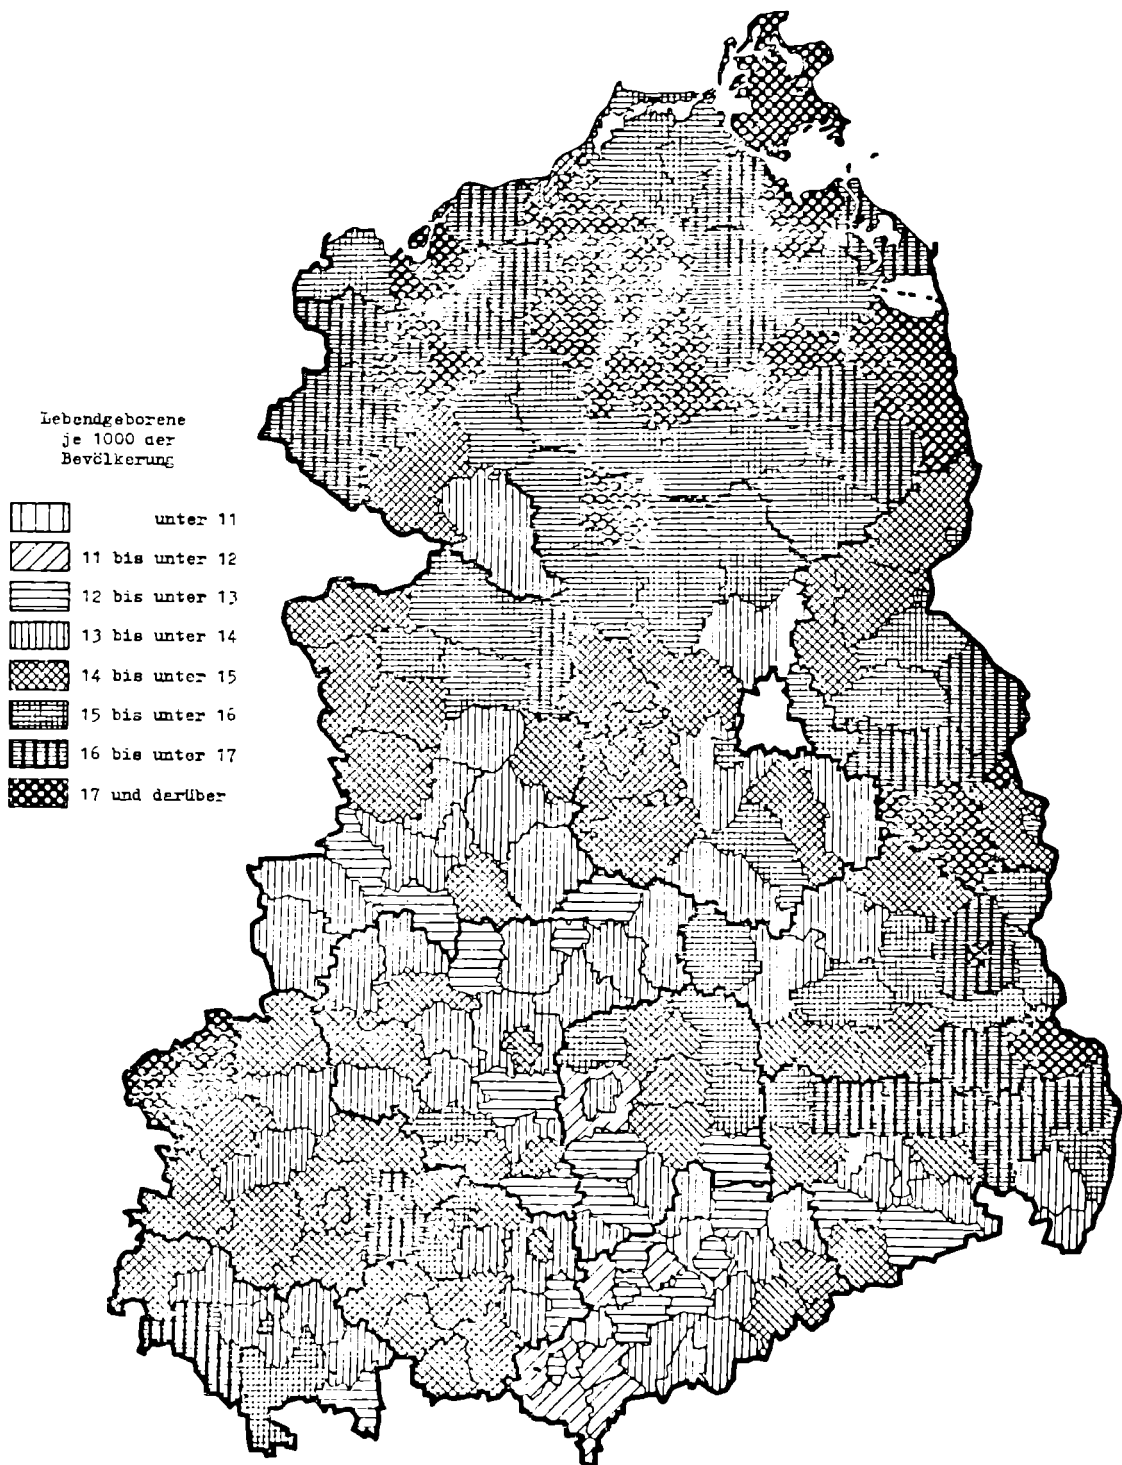 Lebendgeborene
je 1000 der
Bevölkerung
unter 11
11 bis unter 12
12 bis unter 13
13 bis unter 14
14 bis unter 15
15 bis unter 16
16 bis unter 17
17 und darüber